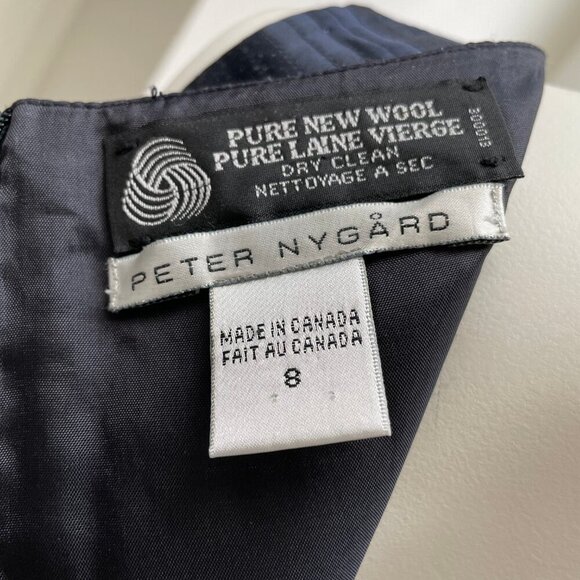 PURE NEW WOOL
PURE LAINE VIERGE
DRY CLEAN
NETTOYAGE A SEC
300013
PETER NYGÅRD
MADE IN CANADA
FAIT AU CANADA
8